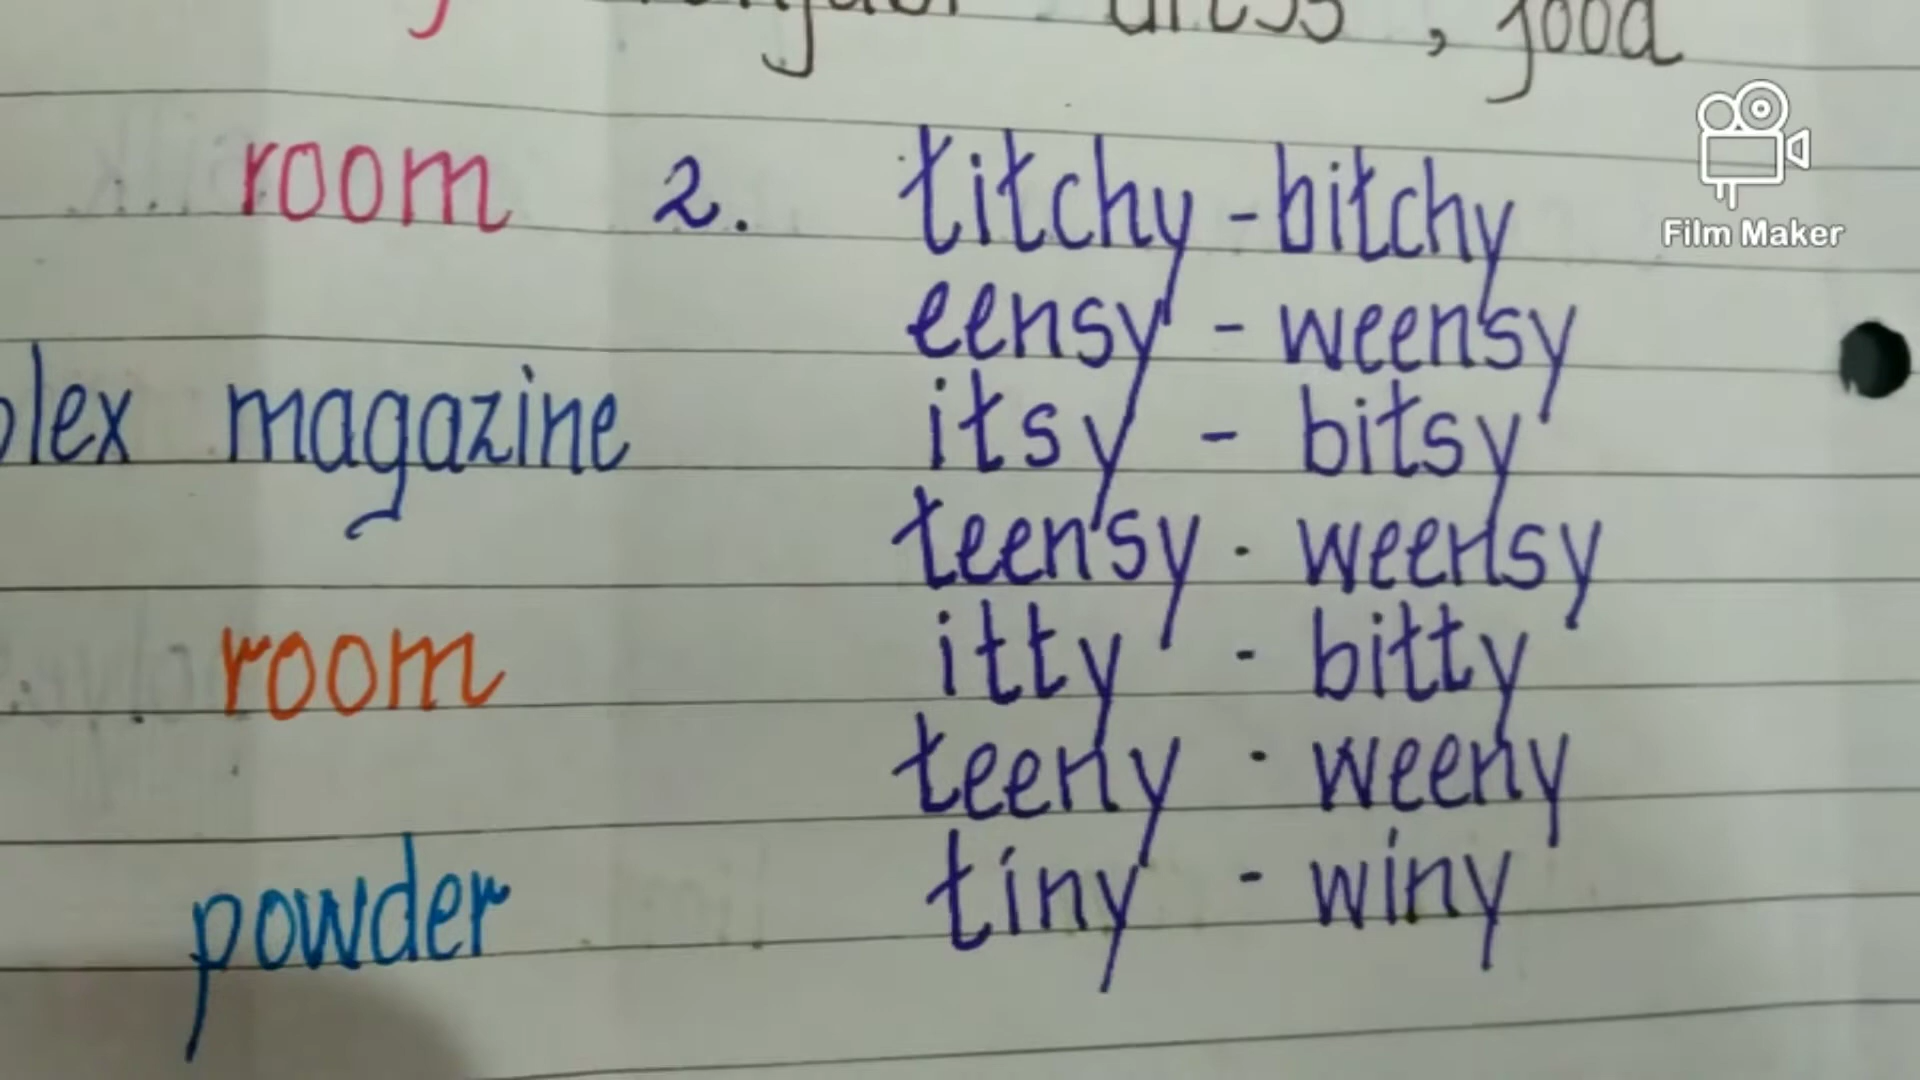 food
room 2. titchy - bitchy
eensy - weensy
magazine itsy - bitsy
teensy - weensy
room itty - bitty
teeny - weeny
powder tiny - winy
Film Maker